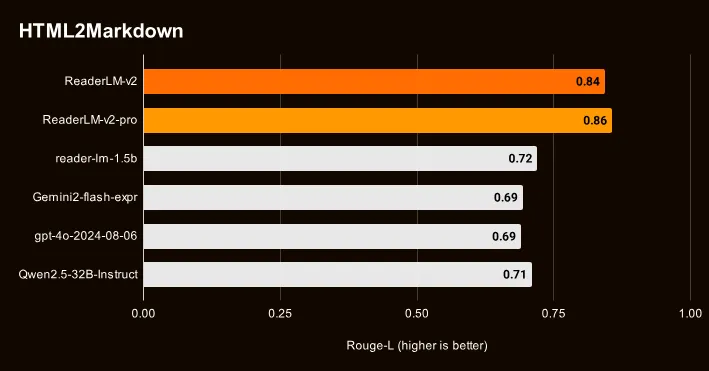 HTML2Markdown
ReaderLM-v2 0.84
ReaderLM-v2-pro 0.86
reader-lm-1.5b 0.72
Gemini2-flash-expr 0.69
gpt-4o-2024-08-06 0.69
Qwen2.5-32B-Instruct 0.71
0.00 0.25 0.50 0.75 1.00
Rouge-L (higher is better)